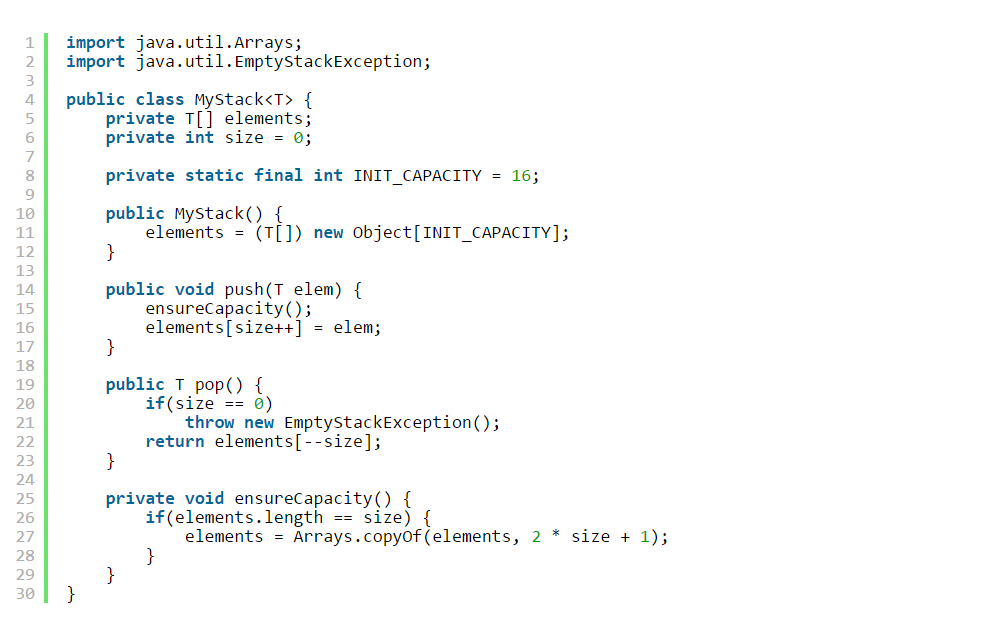 1 import java.util.Arrays;
2 import java.util.EmptyStackException;
3
4 public class MyStack<T> {
5     private T[] elements;
6     private int size = 0;
7
8     private static final int INIT_CAPACITY = 16;
9
10     public MyStack() {
11         elements = (T[]) new Object[INIT_CAPACITY];
12     }
13
14     public void push(T elem) {
15         ensureCapacity();
16         elements[size++] = elem;
17     }
18
19     public T pop() {
20         if(size == 0)
21             throw new EmptyStackException();
22         return elements[--size];
23     }
24
25     private void ensureCapacity() {
26         if(elements.length == size) {
27             elements = Arrays.copyOf(elements, 2 * size + 1);
28         }
29     }
30 }